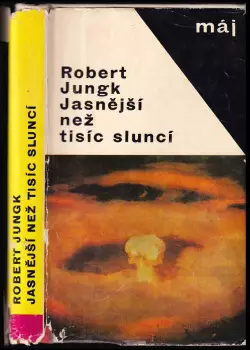 máj
Robert
Jungk
Jasnější
než
tisíc sluncí
ROBERT JUNGK
JASNĚJŠÍ NEŽ TISÍC SLUNCÍ